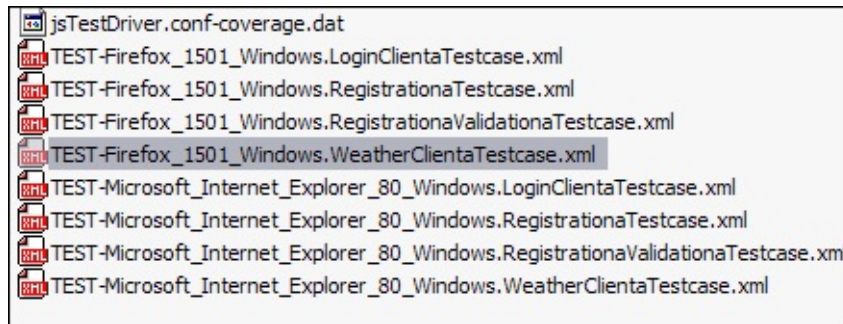 jsTestDriver.conf-coverage.dat
TEST-Firefox_1501_Windows.LoginClientaTestcase.xml
TEST-Firefox_1501_Windows.RegistrationaTestcase.xml
TEST-Firefox_1501_Windows.RegistrationaValidationaTestcase.xml
TEST-Firefox_1501_Windows.WeatherClientaTestcase.xml
TEST-Microsoft_Internet_Explorer_80_Windows.LoginClientaTestcase.xml
TEST-Microsoft_Internet_Explorer_80_Windows.RegistrationaTestcase.xml
TEST-Microsoft_Internet_Explorer_80_Windows.RegistrationaValidationaTestcase.xm
TEST-Microsoft_Internet_Explorer_80_Windows.WeatherClientaTestcase.xml